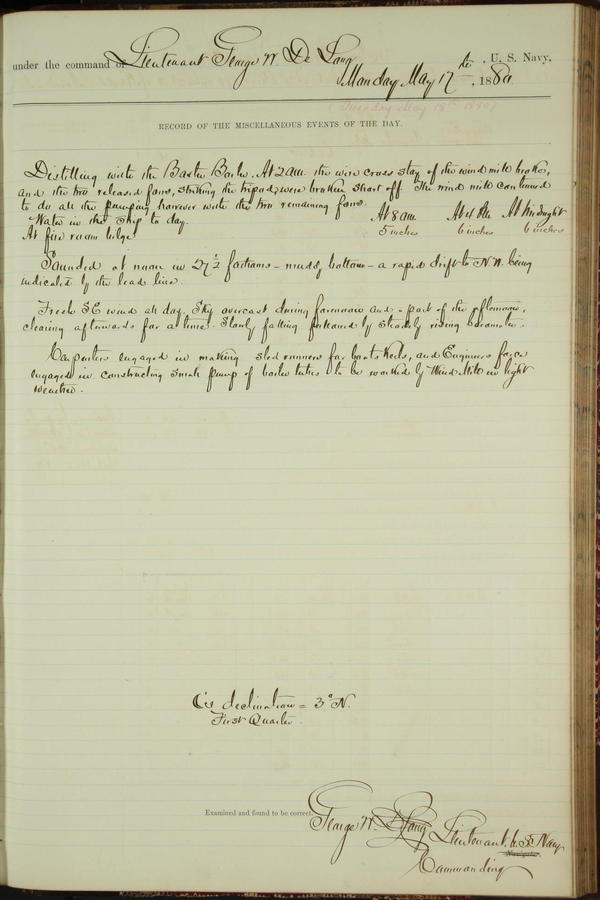 under the command of Lieutenant George W. De Long, U. S. Navy.
Monday May 17th, 1880
(Tuesday May 18th 1880)
RECORD OF THE MISCELLANEOUS EVENTS OF THE DAY.
Distilling with the Baxter Boiler. At 2 a.m. the wire cross stay of the wind mill broke,
and the two released fans, striking the tripod, were broken short off. The wind mill continued
to do all the pumping however with the two remaining fans.
Water in the ship to day. At 8 am. At 4 PM At Midnight
At fire room bilge 5 inches 6 inches 6 inches
Sounded at noon in 27 1/2 fathoms - muddy bottom - a rapid drift to N.W. being
indicated by the lead line.
Fresh SE wind all day. Sky overcast during forenoon and part of the afternoon,
clearing afterwards for a time. Slowly falling followed by steadily rising barometer.
Carpenters engaged in making sled runners for boat keels, and Engineers force
engaged in constructing small pump of boiler tubes to be worked by Wind Mill in light
weather.
☾'s declination = 3° N.
First Quarter.
Examined and found to be correct.
George W. De Long Lieutenant U. S. Navy
Navigator.
Commanding